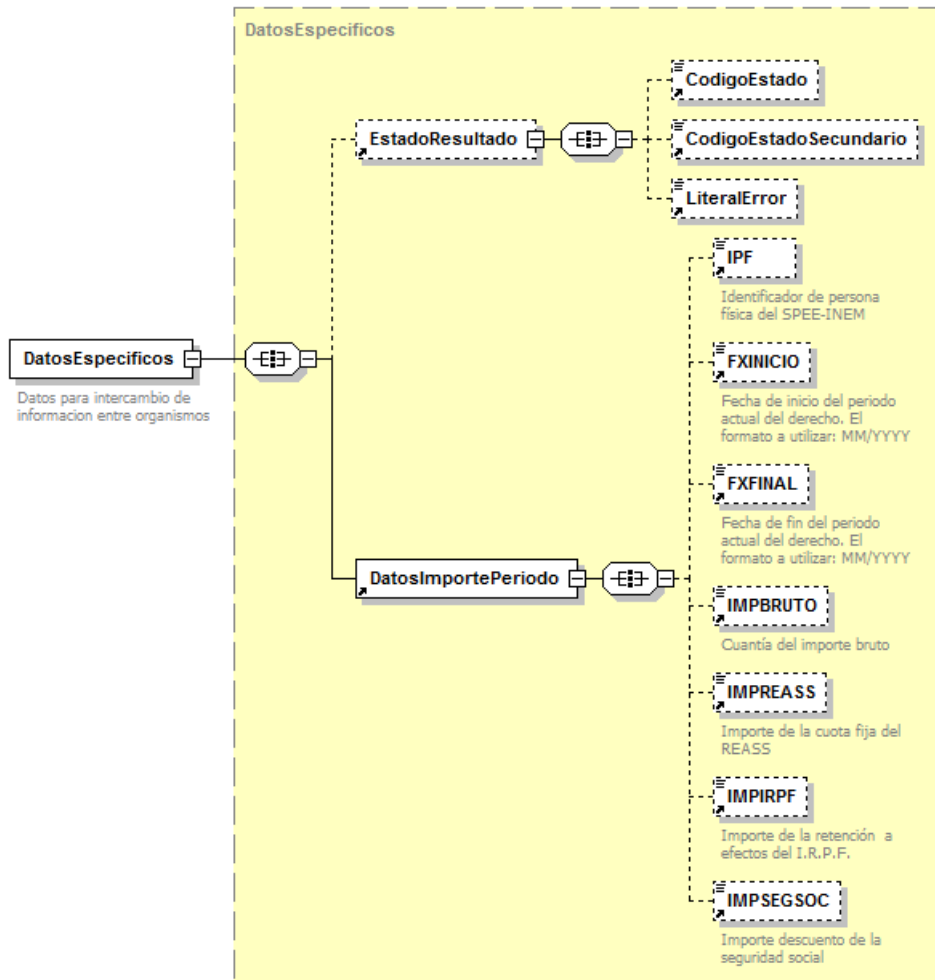 DatosEspecificos
CodigoEstado
EstadoResultado
CodigoEstadoSecundario
LiteralError
IPF
Identificador de persona
física del SPEE-INEM
DatosEspecificos
Datos para intercambio de
informacion entre organismos
FXINICIO
Fecha de inicio del periodo
actual del derecho. El
formato a utilizar: MM/YYYY
FXFINAL
Fecha de fin del periodo
actual del derecho. El
formato a utilizar: MM/YYYY
DatosImportePeriodo
IMPBRUTO
Cuantía del importe bruto
IMPREASS
Importe de la cuota fija del
REASS
IMPIRPF
Importe de la retención a
efectos del I.R.P.F.
IMPSEGSOC
Importe descuento de la
seguridad social